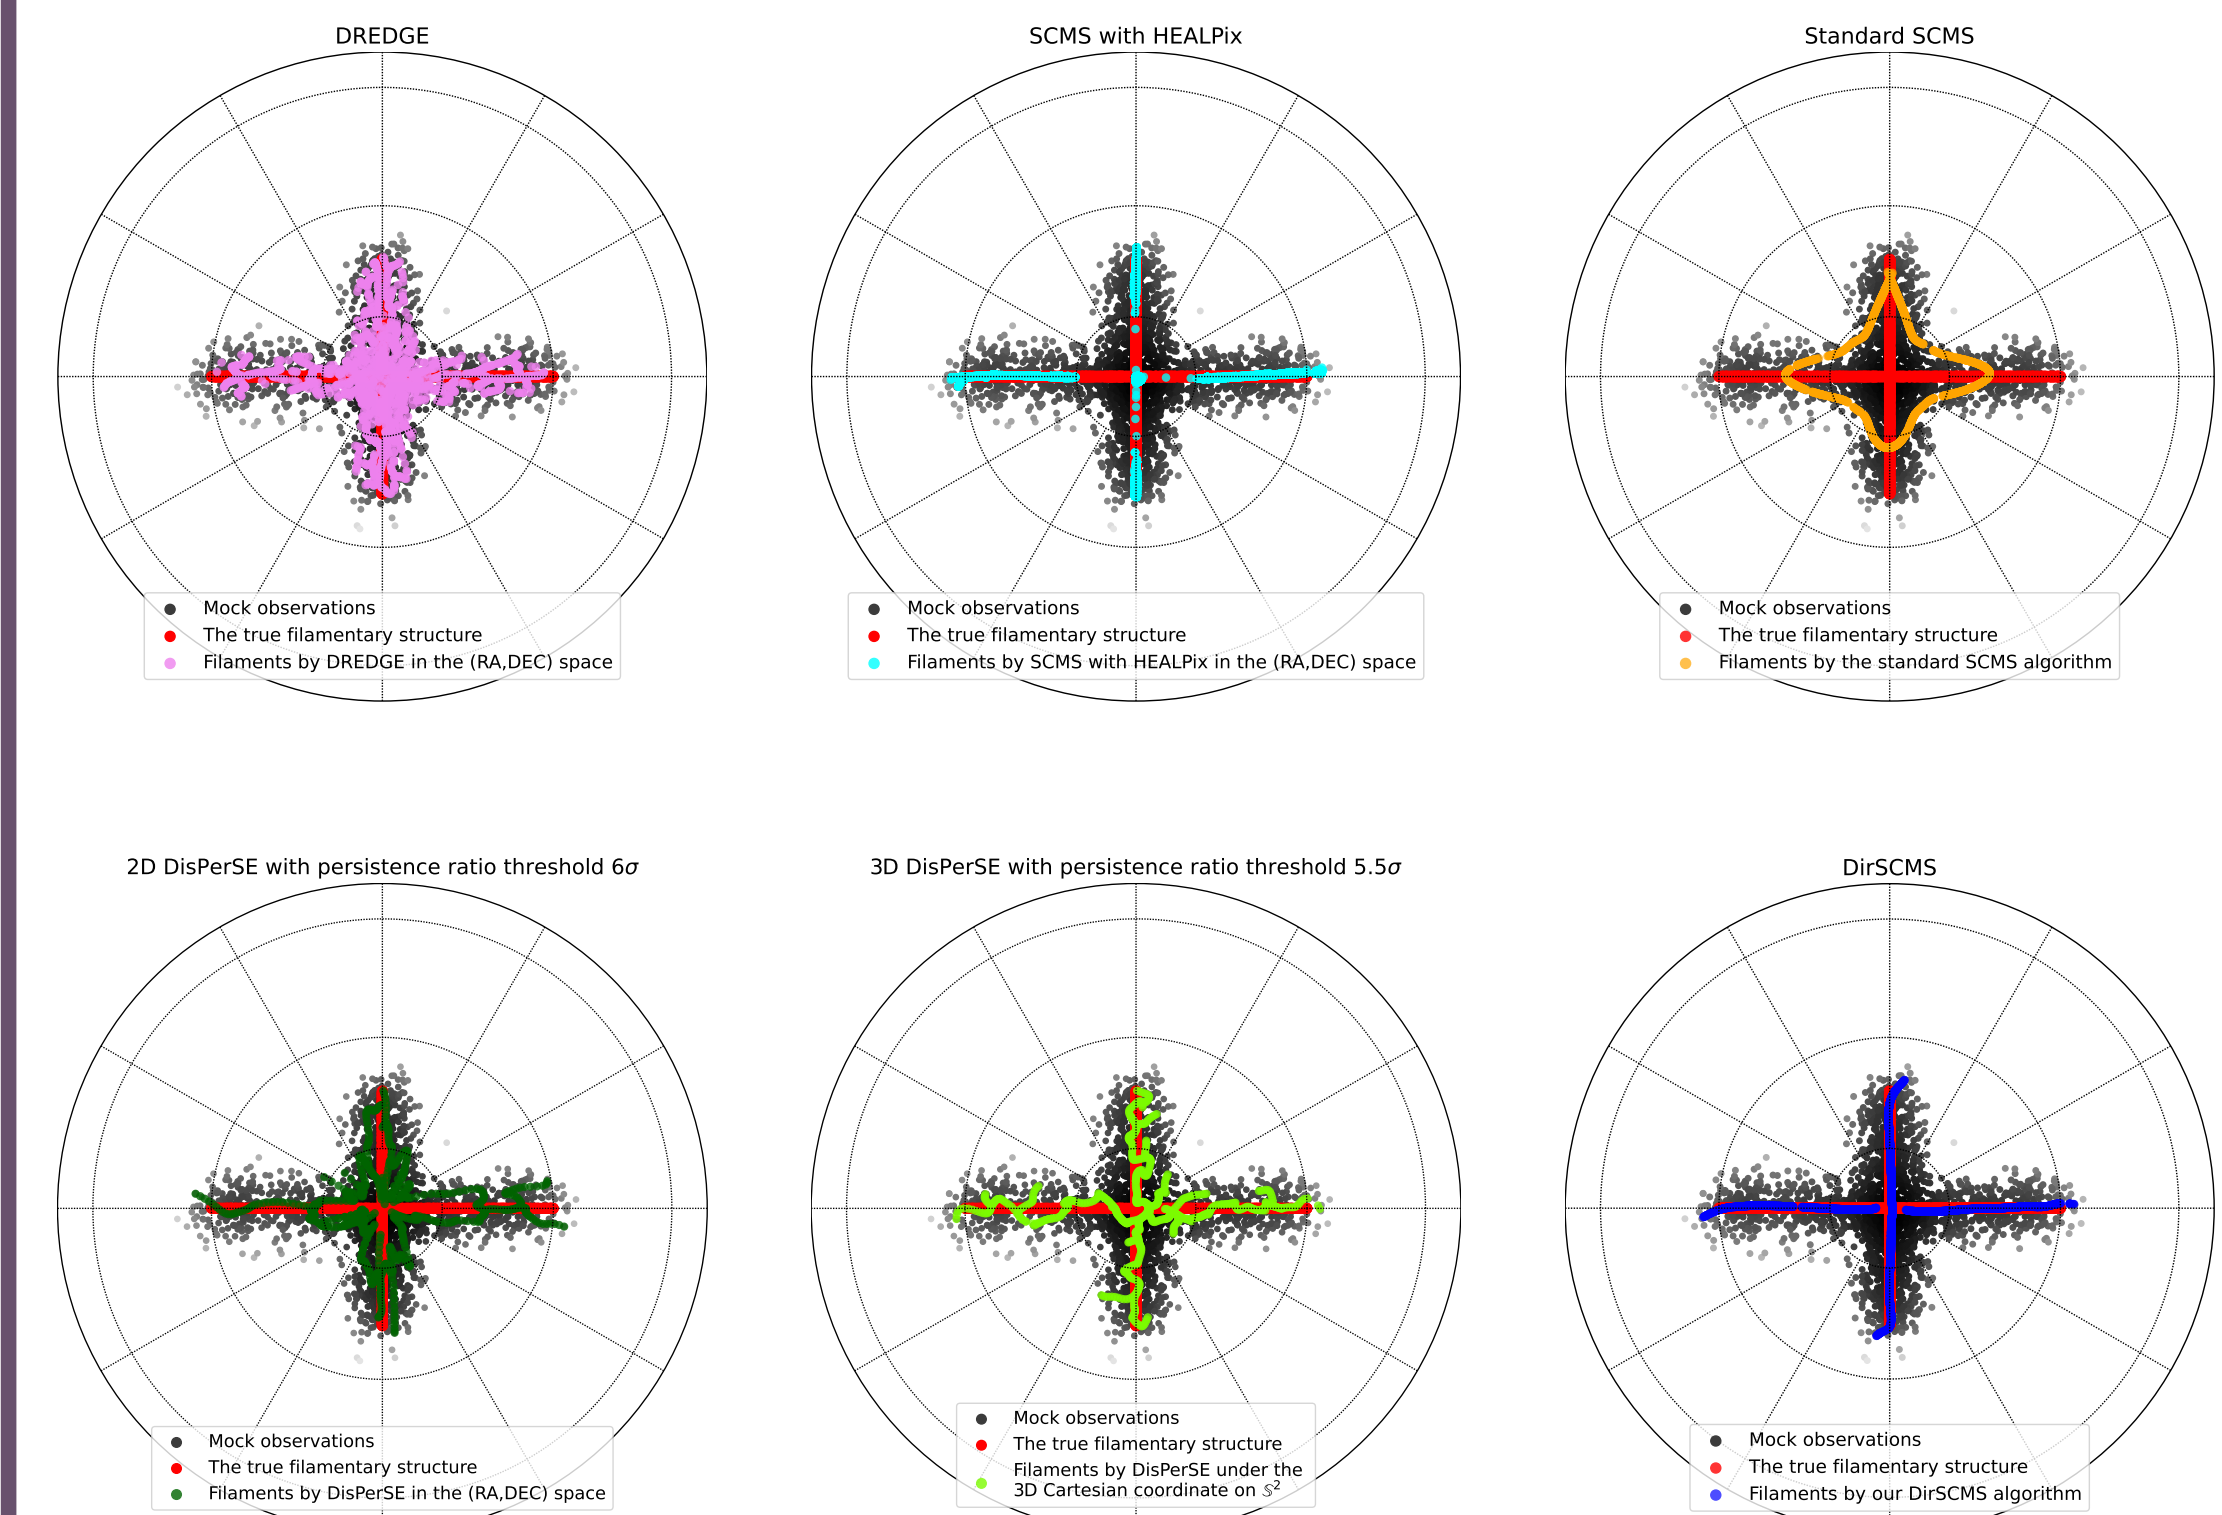 DREDGE
Mock observations
The true filamentary structure
Filaments by DREDGE in the (RA,DEC) space
SCMS with HEALPix
Mock observations
The true filamentary structure
Filaments by SCMS with HEALPix in the (RA,DEC) space
Standard SCMS
Mock observations
The true filamentary structure
Filaments by the standard SCMS algorithm
2D DisPerSE with persistence ratio threshold 6σ
Mock observations
The true filamentary structure
Filaments by DisPerSE in the (RA,DEC) space
3D DisPerSE with persistence ratio threshold 5.5σ
Mock observations
The true filamentary structure
Filaments by DisPerSE under the
3D Cartesian coordinate on 𝕊²
DirSCMS
Mock observations
The true filamentary structure
Filaments by our DirSCMS algorithm